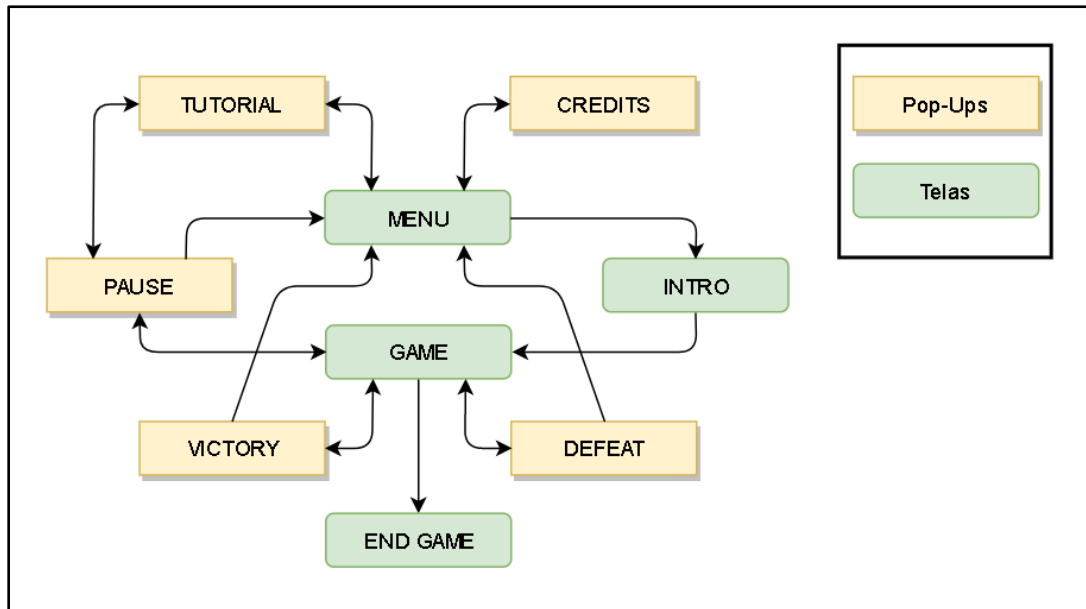 TUTORIAL
CREDITS
Pop-Ups
Telas
MENU
PAUSE
INTRO
GAME
VICTORY
DEFEAT
END GAME